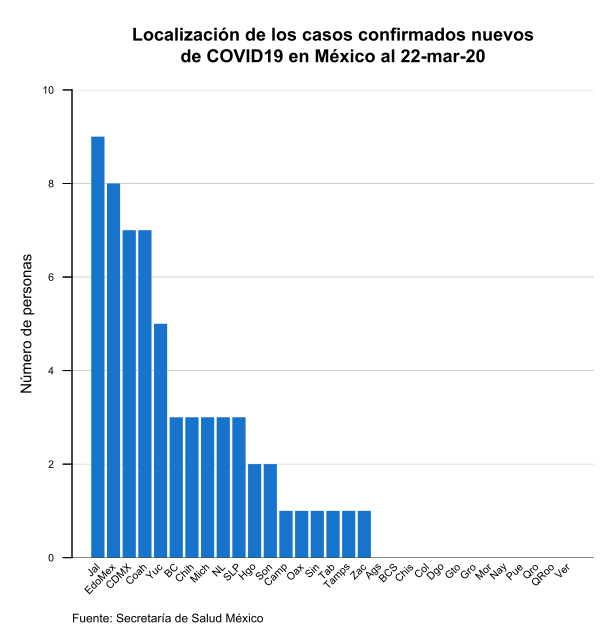 Localización de los casos confirmados nuevos
de COVID19 en México al 22-mar-20
Número de personas
10
8
6
4
2
0
Jal
EdoMex
CDMX
Coah
Yuc
BC
Chih
Mich
NL
SLP
Hgo
Son
Camp
Oax
Sin
Tab
Tamps
Zac
Ags
BCS
Chis
Col
Dgo
Gto
Gro
Mor
Nay
Pue
Qro
QRoo
Ver
Fuente: Secretaría de Salud México